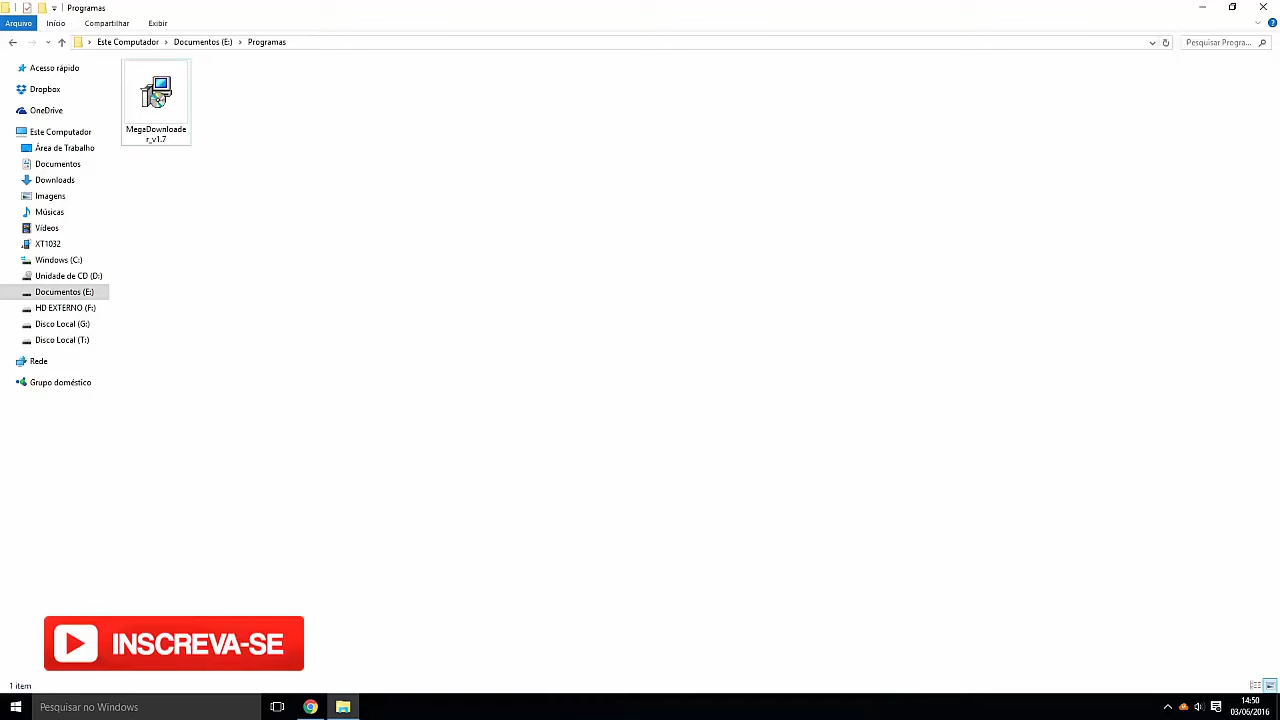 Programas
Arquivo
Início
Compartilhar
Exibir
Este Computador
Documentos (E:)
Programas
Pesquisar Progra...
Acesso rápido
Dropbox
OneDrive
Este Computador
Área de Trabalho
Documentos
Downloads
Imagens
Músicas
Vídeos
XT1032
Windows (C:)
Unidade de CD (D:)
Documentos (E:)
HD EXTERNO (F:)
Disco Local (G:)
Disco Local (T:)
Rede
Grupo doméstico
MegaDownloade
r_v1.7
INSCREVA-SE
1 item
Pesquisar no Windows
14:50
03/06/2016